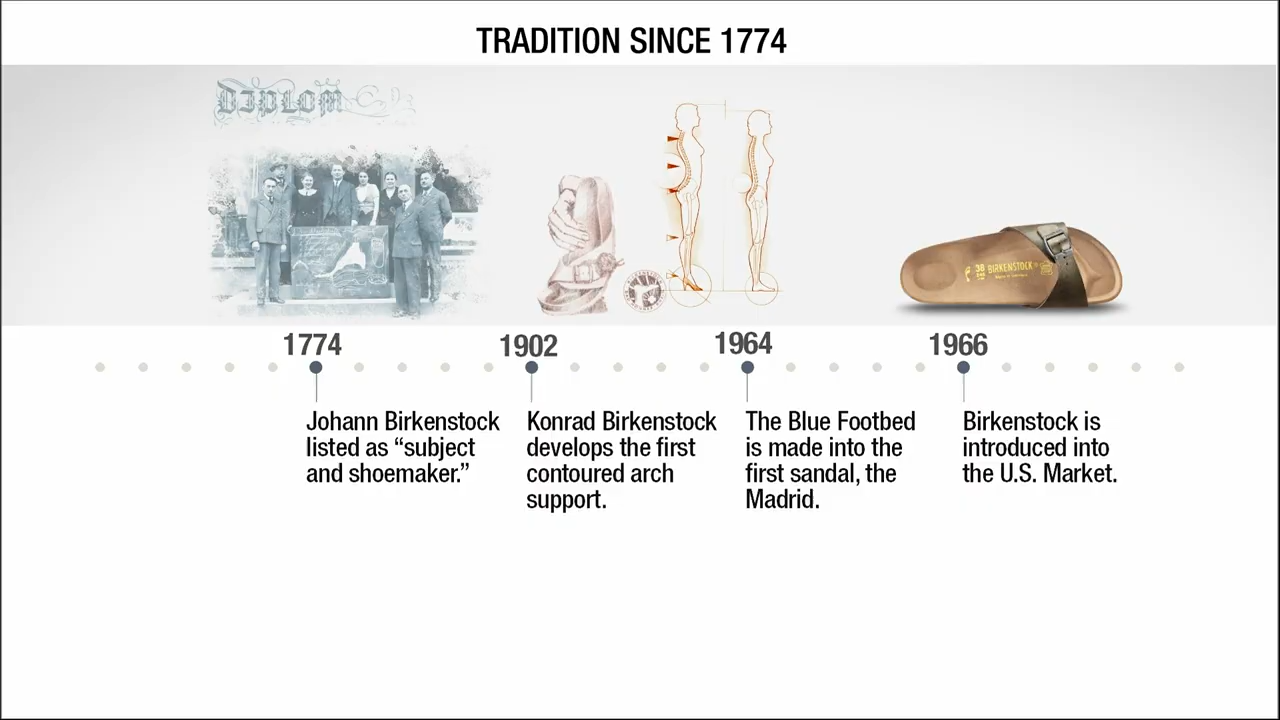 TRADITION SINCE 1774
Diplom
38
BIRKENSTOCK
1774
1902
1964
1966
Johann Birkenstock
listed as “subject
and shoemaker.”
Konrad Birkenstock
develops the first
contoured arch
support.
The Blue Footbed
is made into the
first sandal, the
Madrid.
Birkenstock is
introduced into
the U.S. Market.